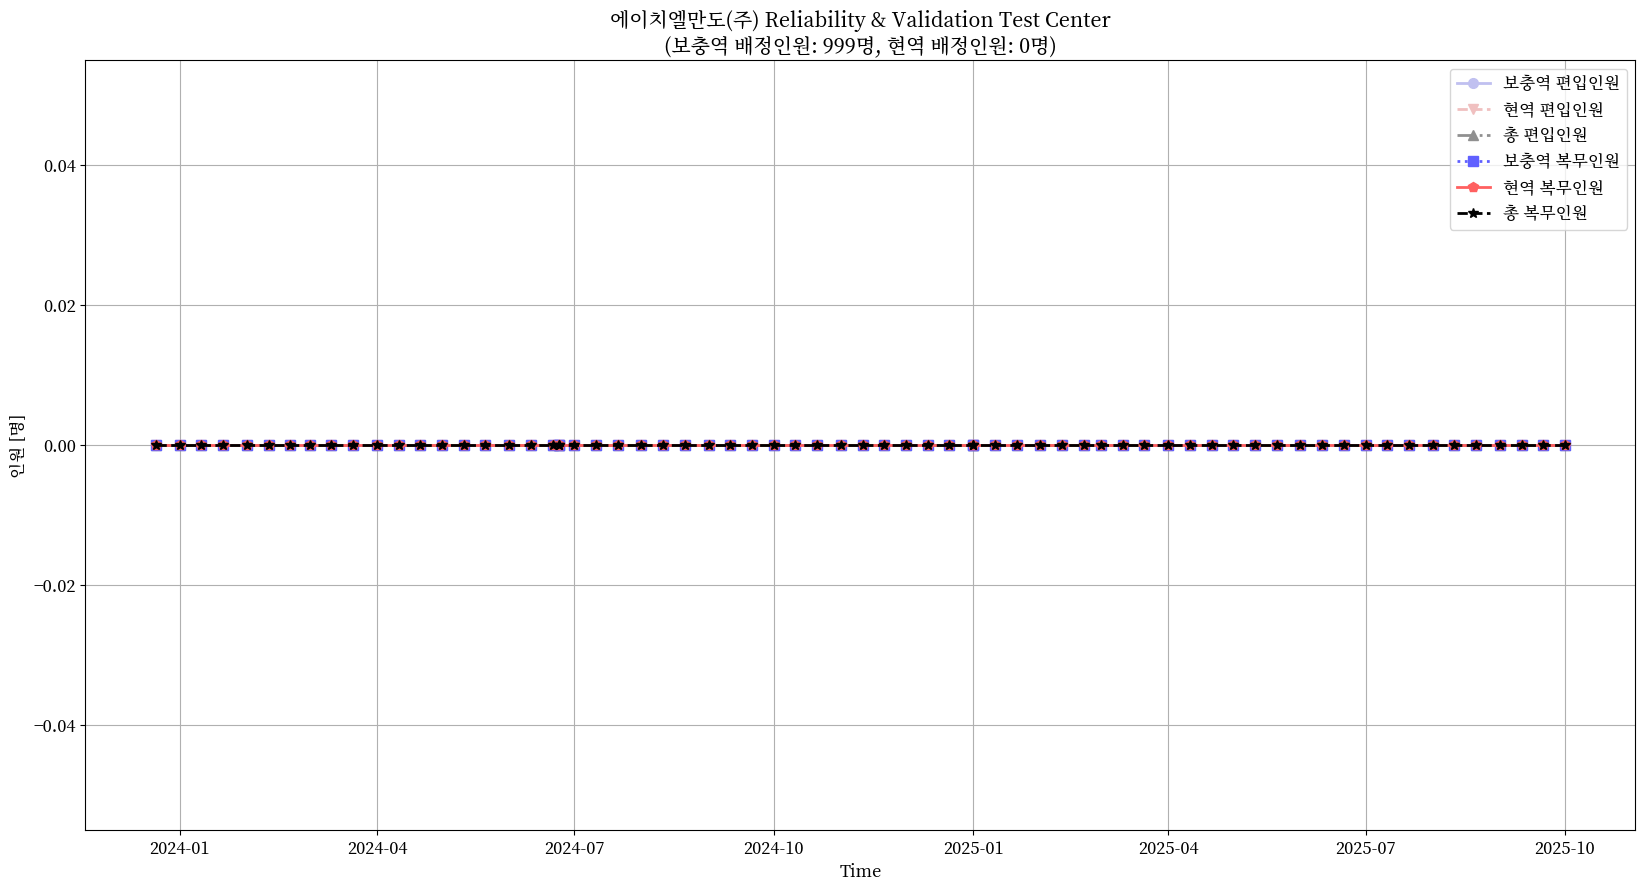 에이치엘만도(주) Reliability & Validation Test Center
(보충역 배정인원: 999명, 현역 배정인원: 0명)
보충역 편입인원
현역 편입인원
총 편입인원
보충역 복무인원
현역 복무인원
총 복무인원
인원 [명]
0.04
0.02
0.00
−0.02
−0.04
2024-01
2024-04
2024-07
2024-10
2025-01
2025-04
2025-07
2025-10
Time